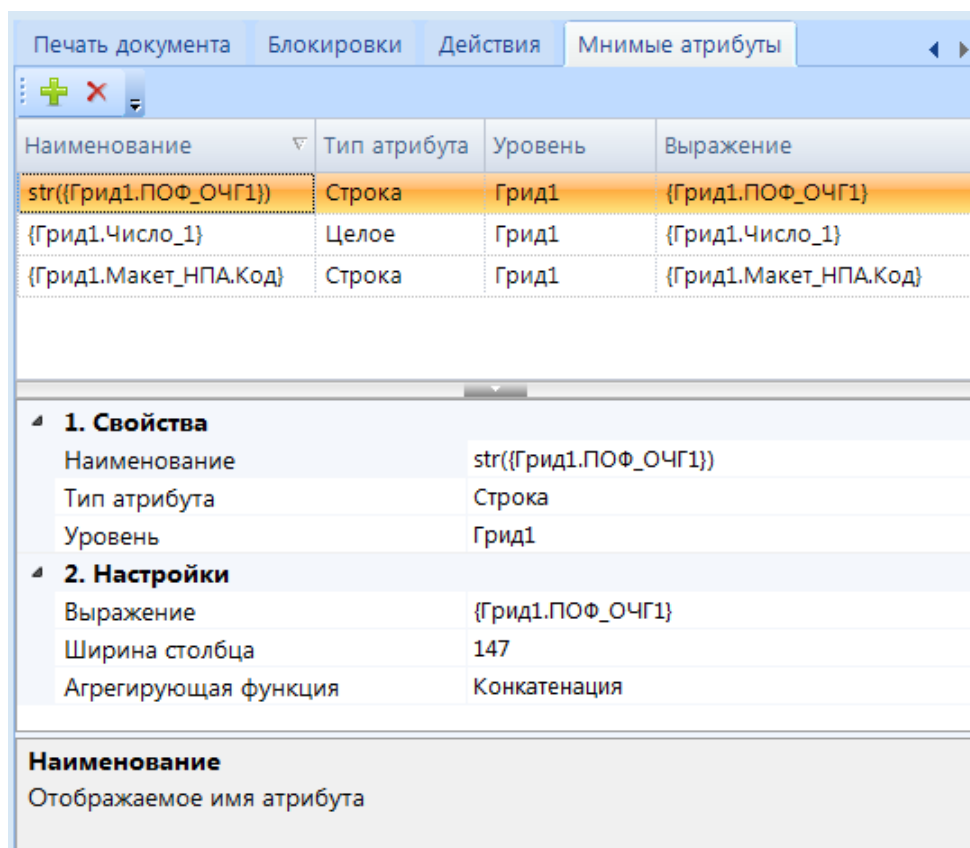 Печать документа Блокировки Действия Мнимые атрибуты
Наименование Тип атрибута Уровень Выражение
str({Грид1.ПОФ_ОЧГ1}) Строка Грид1 {Грид1.ПОФ_ОЧГ1}
{Грид1.Число_1} Целое Грид1 {Грид1.Число_1}
{Грид1.Макет_НПА.Код} Строка Грид1 {Грид1.Макет_НПА.Код}
1. Свойства
Наименование str({Грид1.ПОФ_ОЧГ1})
Тип атрибута Строка
Уровень Грид1
2. Настройки
Выражение {Грид1.ПОФ_ОЧГ1}
Ширина столбца 147
Агрегирующая функция Конкатенация
Наименование
Отображаемое имя атрибута